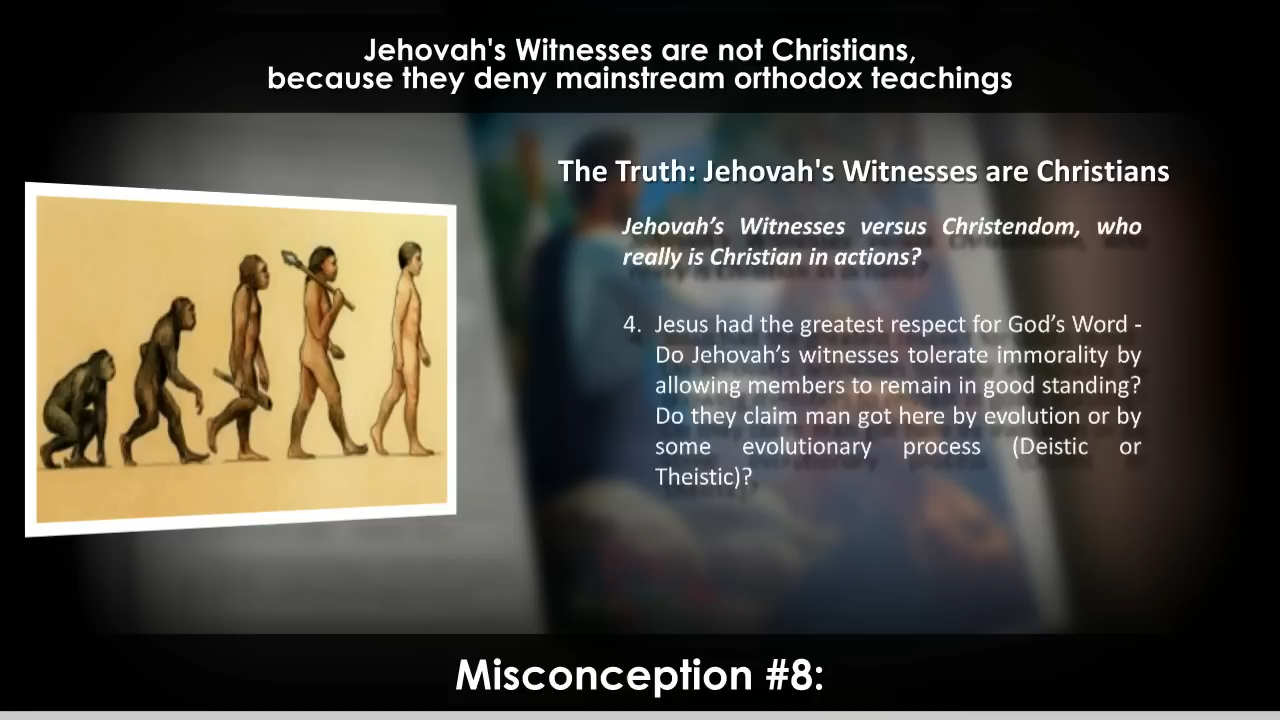 Jehovah's Witnesses are not Christians,
because they deny mainstream orthodox teachings
The Truth: Jehovah's Witnesses are Christians
Jehovah’s Witnesses versus Christendom, who
really is Christian in actions?
4. Jesus had the greatest respect for God’s Word -
Do Jehovah’s witnesses tolerate immorality by
allowing members to remain in good standing?
Do they claim man got here by evolution or by
some evolutionary process (Deistic or
Theistic)?
Misconception #8: